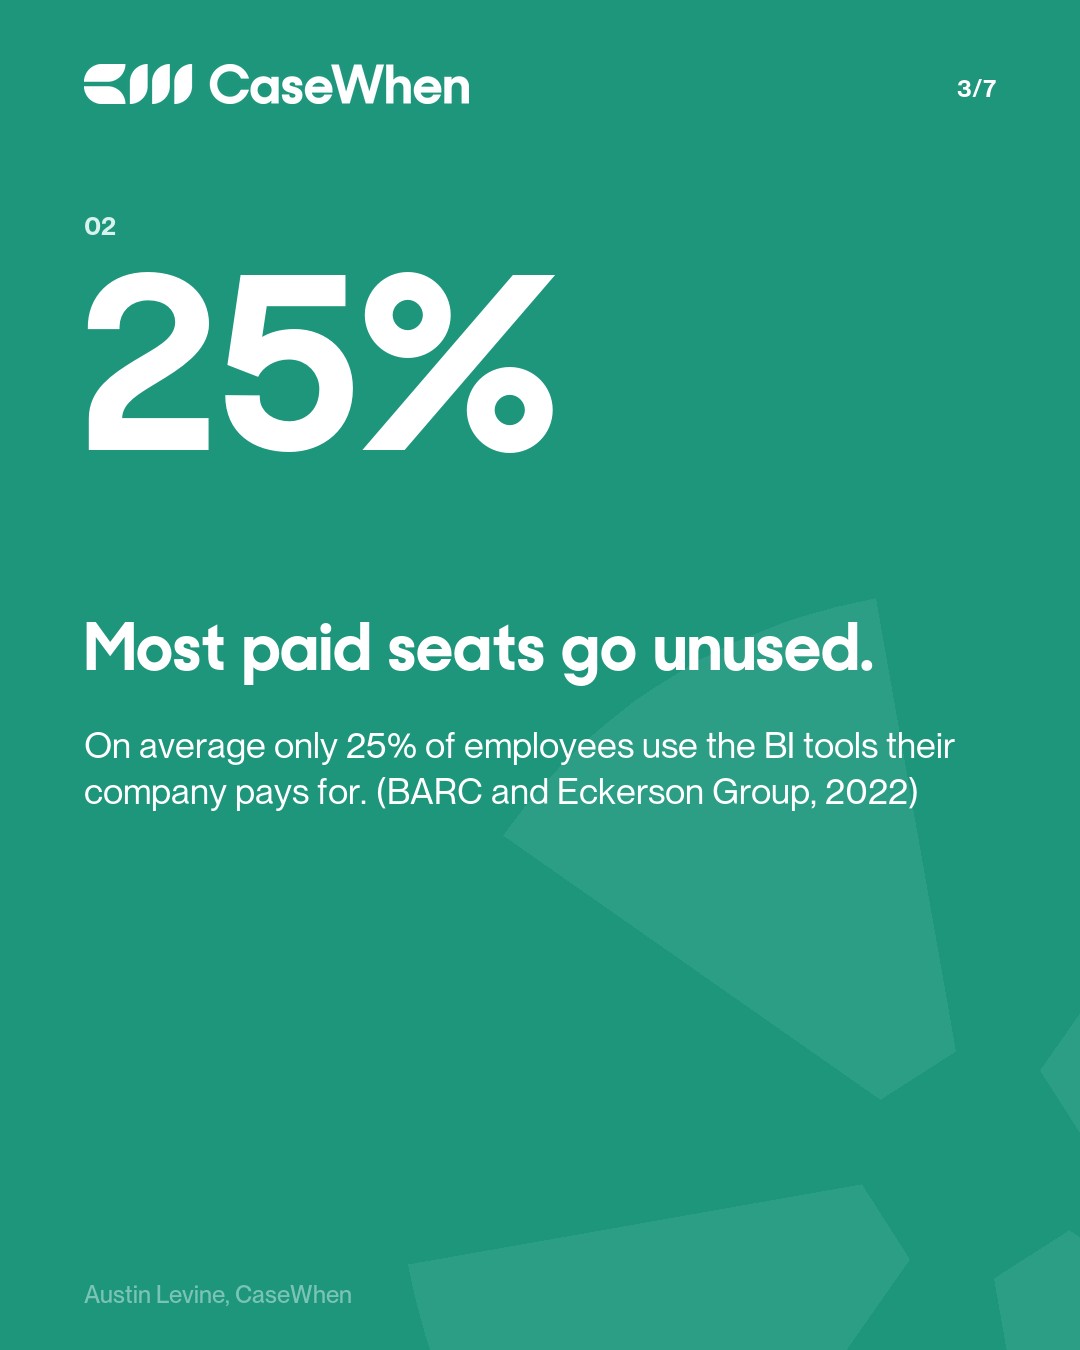 CaseWhen
3/7
02
25%
Most paid seats go unused.
On average only 25% of employees use the BI tools their
company pays for. (BARC and Eckerson Group, 2022)
Austin Levine, CaseWhen